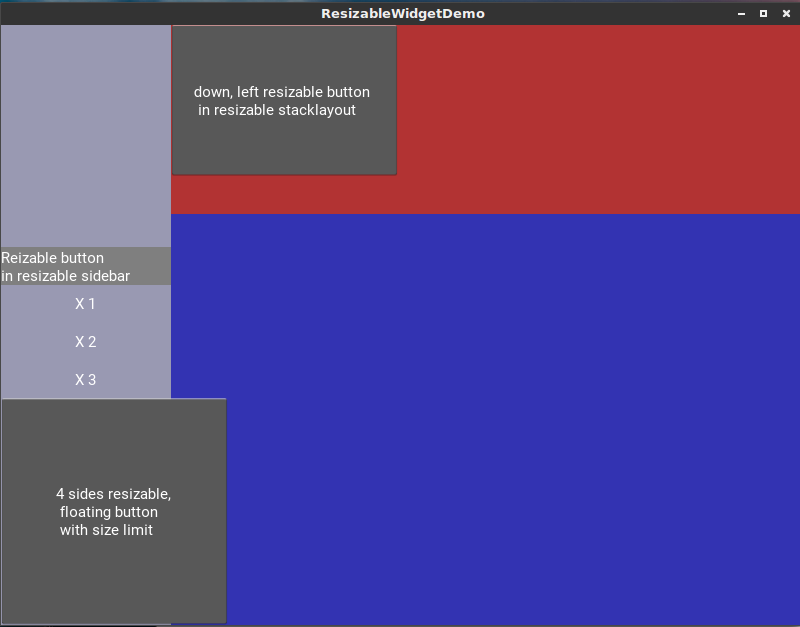 ResizableWidgetDemo
down, left resizable button
in resizable stacklayout
Reizable button
in resizable sidebar
X 1
X 2
X 3
4 sides resizable,
floating button
with size limit